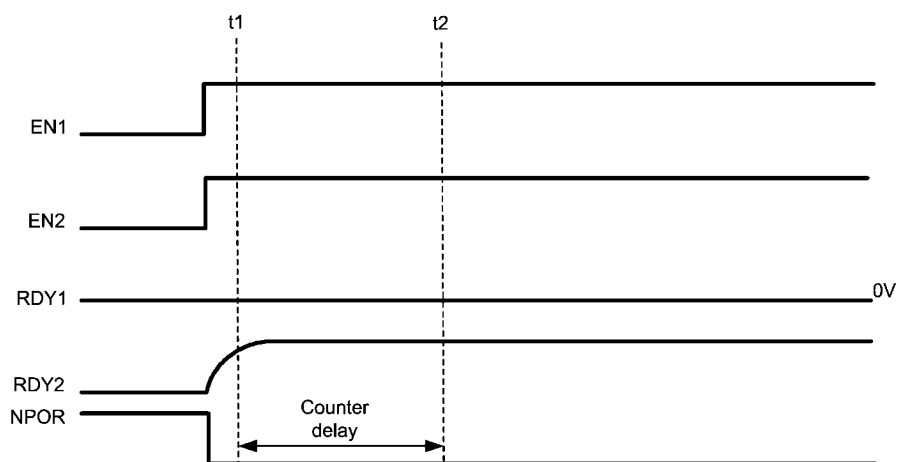 t1
t2
EN1
EN2
RDY1
0V
RDY2
NPOR
Counter
delay